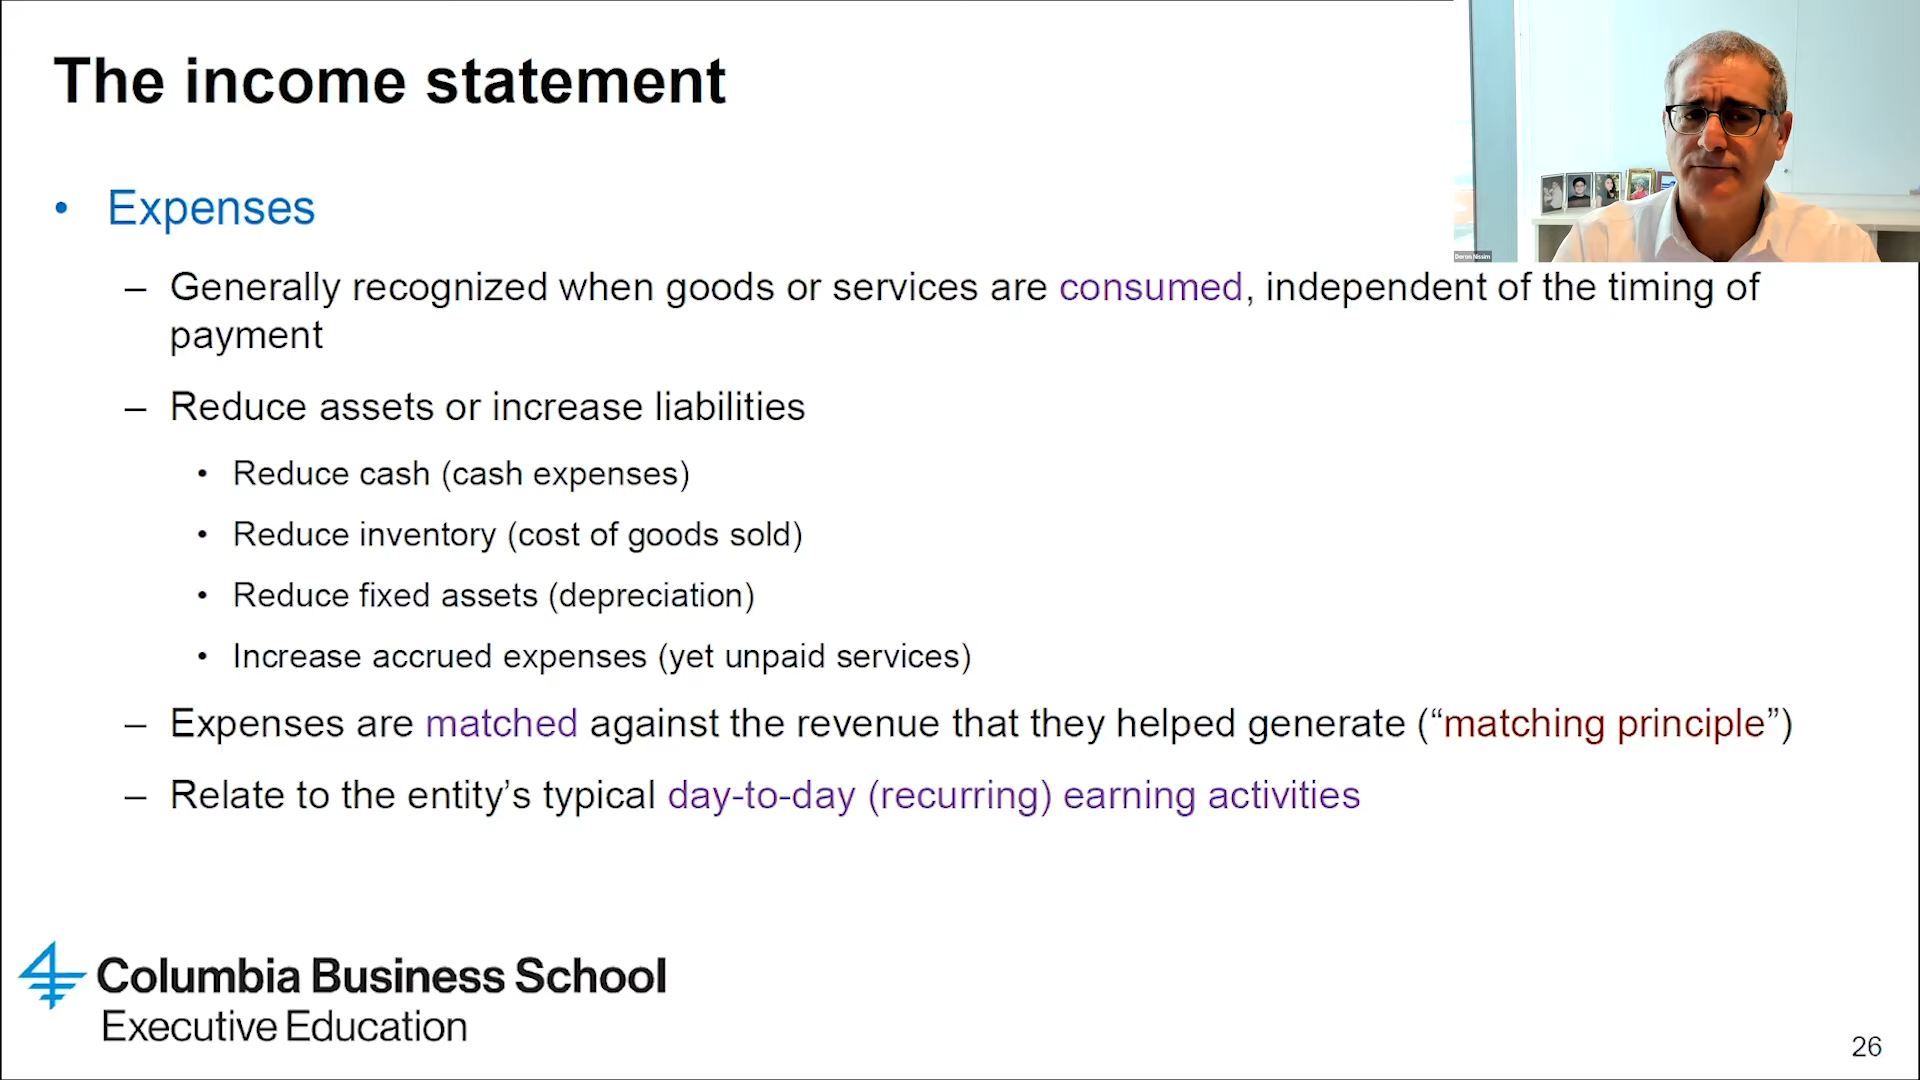 The income statement
• Expenses
– Generally recognized when goods or services are consumed, independent of the timing of
payment
– Reduce assets or increase liabilities
• Reduce cash (cash expenses)
• Reduce inventory (cost of goods sold)
• Reduce fixed assets (depreciation)
• Increase accrued expenses (yet unpaid services)
– Expenses are matched against the revenue that they helped generate (“matching principle”)
– Relate to the entity’s typical day-to-day (recurring) earning activities
Doron Nissim
Columbia Business School
Executive Education
26